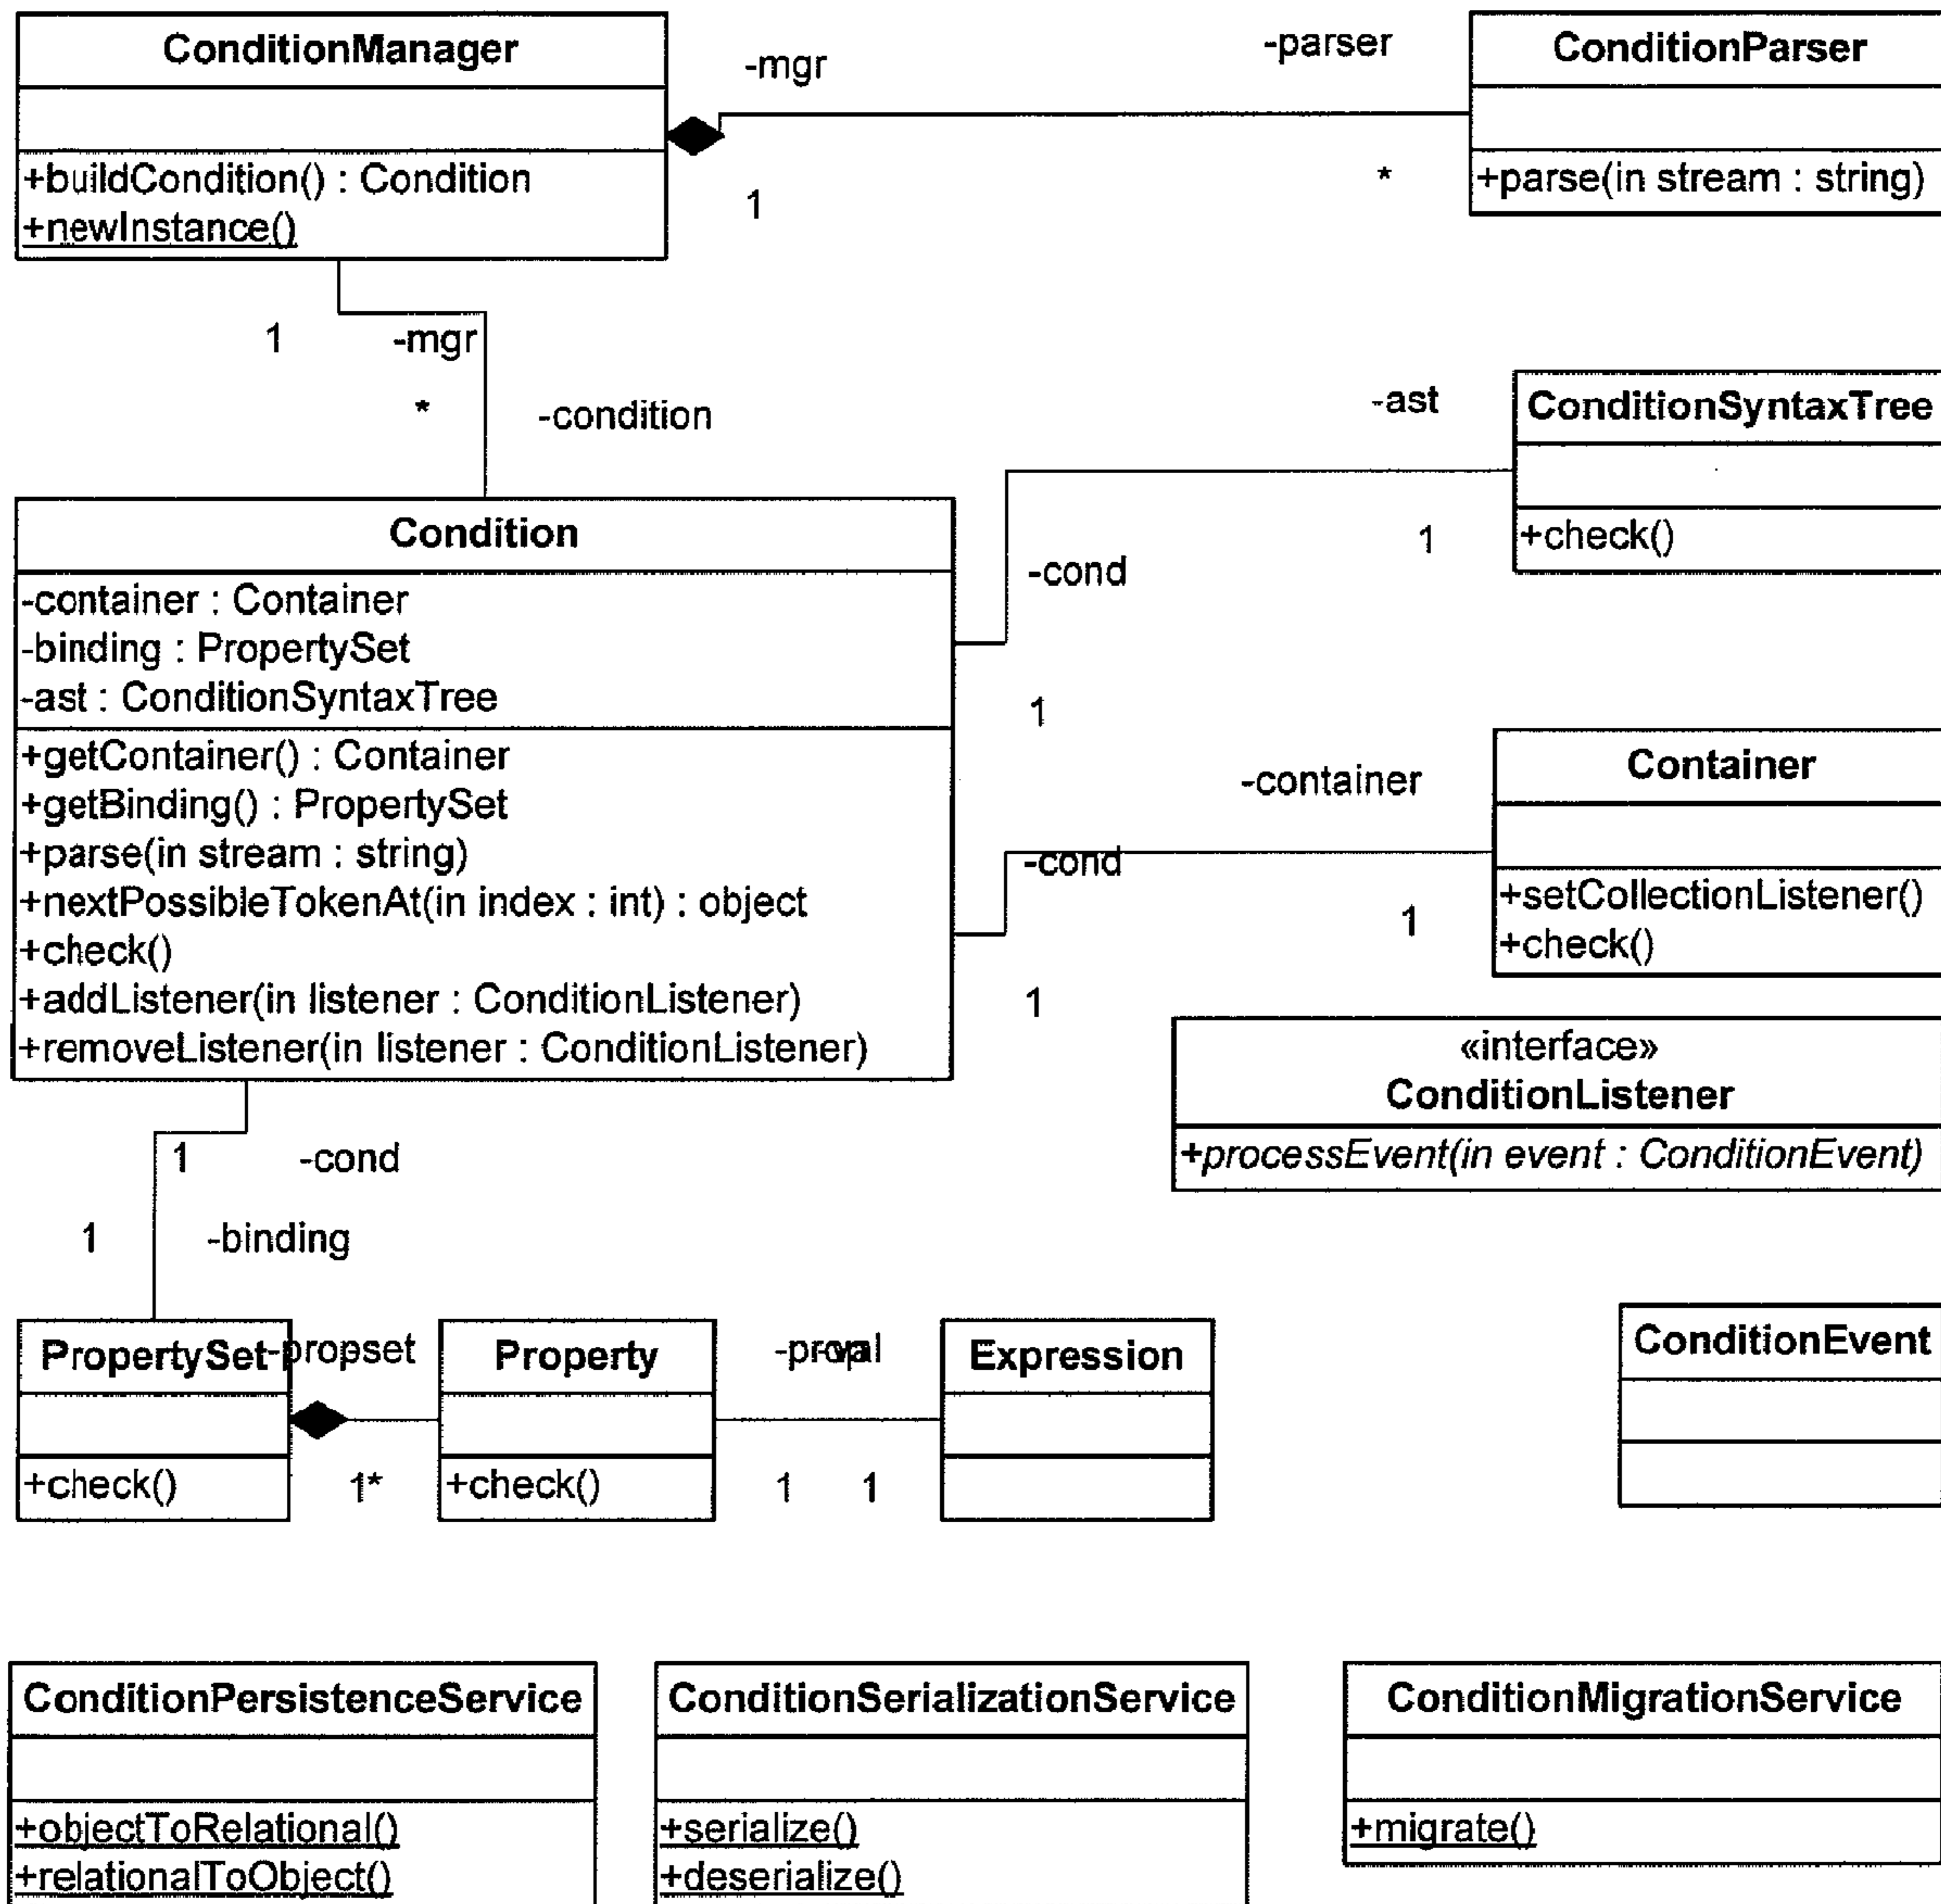 ConditionManager
+buildCondition() : Condition
+newInstance()
-mgr
1
-parser
*
ConditionParser
+parse(in stream : string)
1
-mgr
*
-condition
-ast
1
ConditionSyntaxTree
+check()
Condition
-container : Container
-binding : PropertySet
-ast : ConditionSyntaxTree
+getContainer() : Container
+getBinding() : PropertySet
+parse(in stream : string)
+nextPossibleTokenAt(in index : int) : object
+check()
+addListener(in listener : ConditionListener)
+removeListener(in listener : ConditionListener)
-cond
1
-container
1
Container
+setCollectionListener()
+check()
-cond
1
«interface»
ConditionListener
+processEvent(in event : ConditionEvent)
1
-cond
1
-binding
PropertySet
+check()
-propset
1
*
Property
+check()
-prop
-val
1
1
Expression
ConditionEvent
ConditionPersistenceService
+objectToRelational()
+relationalToObject()
ConditionSerializationService
+serialize()
+deserialize()
ConditionMigrationService
+migrate()